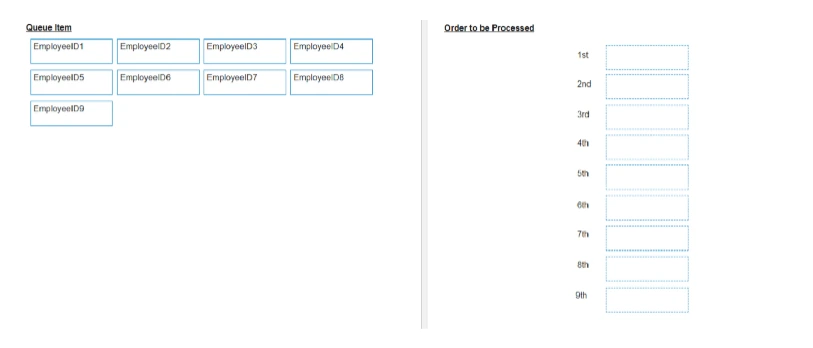 Queue Item
EmployeeID1 EmployeeID2 EmployeeID3 EmployeeID4
EmployeeID5 EmployeeID6 EmployeeID7 EmployeeID8
EmployeeID9
Order to be Processed
1st
2nd
3rd
4th
5th
6th
7th
8th
9th